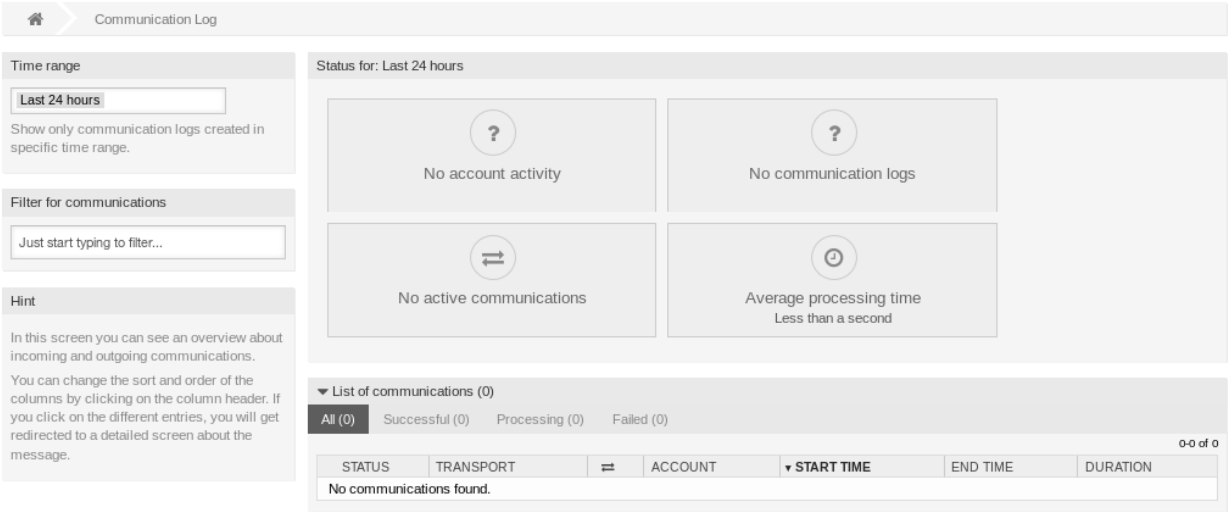 Communication Log
Time range
Last 24 hours
Show only communication logs created in
specific time range.
Filter for communications
Just start typing to filter...
Hint
In this screen you can see an overview about
incoming and outgoing communications.
You can change the sort and order of the
columns by clicking on the column header. If
you click on the different entries, you will get
redirected to a detailed screen about the
message.
Status for: Last 24 hours
?
No account activity
?
No communication logs
No active communications
Average processing time
Less than a second
List of communications (0)
All (0) Successful (0) Processing (0) Failed (0)
0-0 of 0
STATUS TRANSPORT ACCOUNT START TIME END TIME DURATION
No communications found.